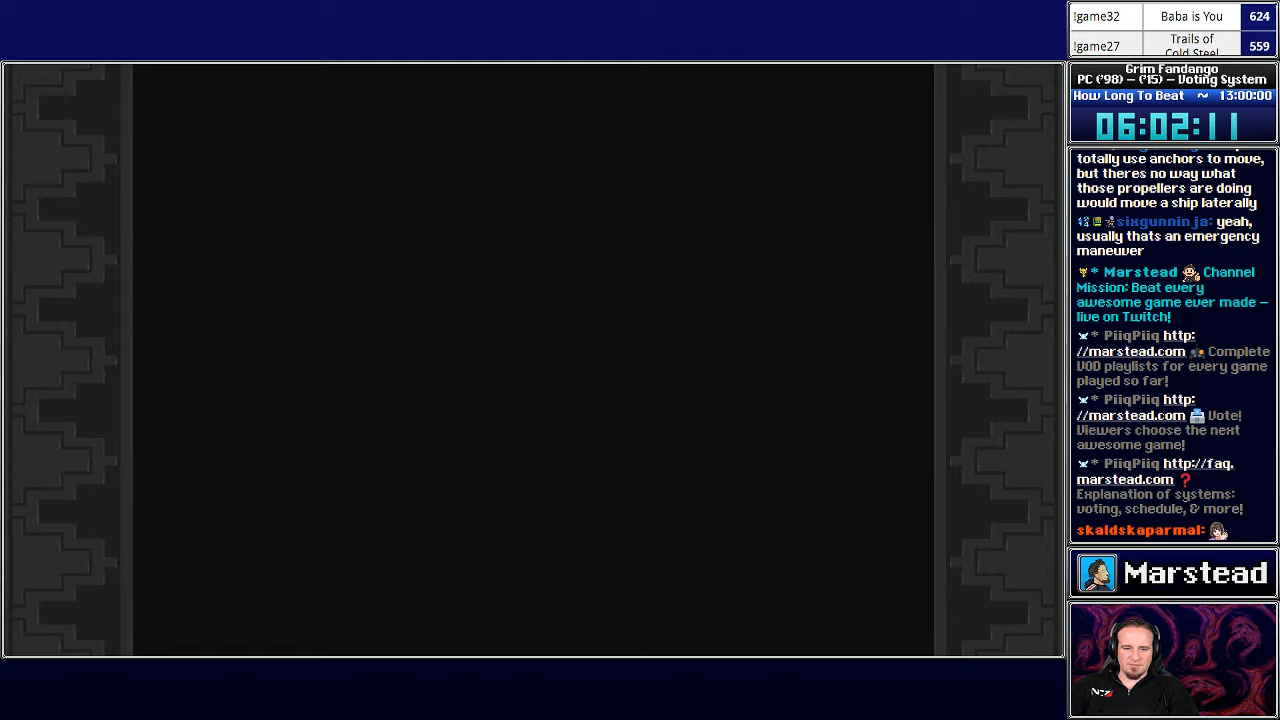 !game32 Baba is You 624
!game27 Trails of Cold Steel 559
Grim Fandango
PC ('98) – ('15) – Voting System
How Long To Beat ~ 13:00:00
06:02:11
totally use anchors to move,
but theres no way what
those propellers are doing
would move a ship laterally
sixgunninja: yeah,
usually thats an emergency
maneuver
* Marstead Channel
Mission: Beat every
awesome game ever made –
live on Twitch!
* PiiqPiiq http:
//marstead.com Complete
VOD playlists for every game
played so far!
* PiiqPiiq http:
//marstead.com Vote!
Viewers choose the next
awesome game!
* PiiqPiiq http://faq.
marstead.com ?
Explanation of systems:
voting, schedule, & more!
skaldskaparmal:
Marstead
N7